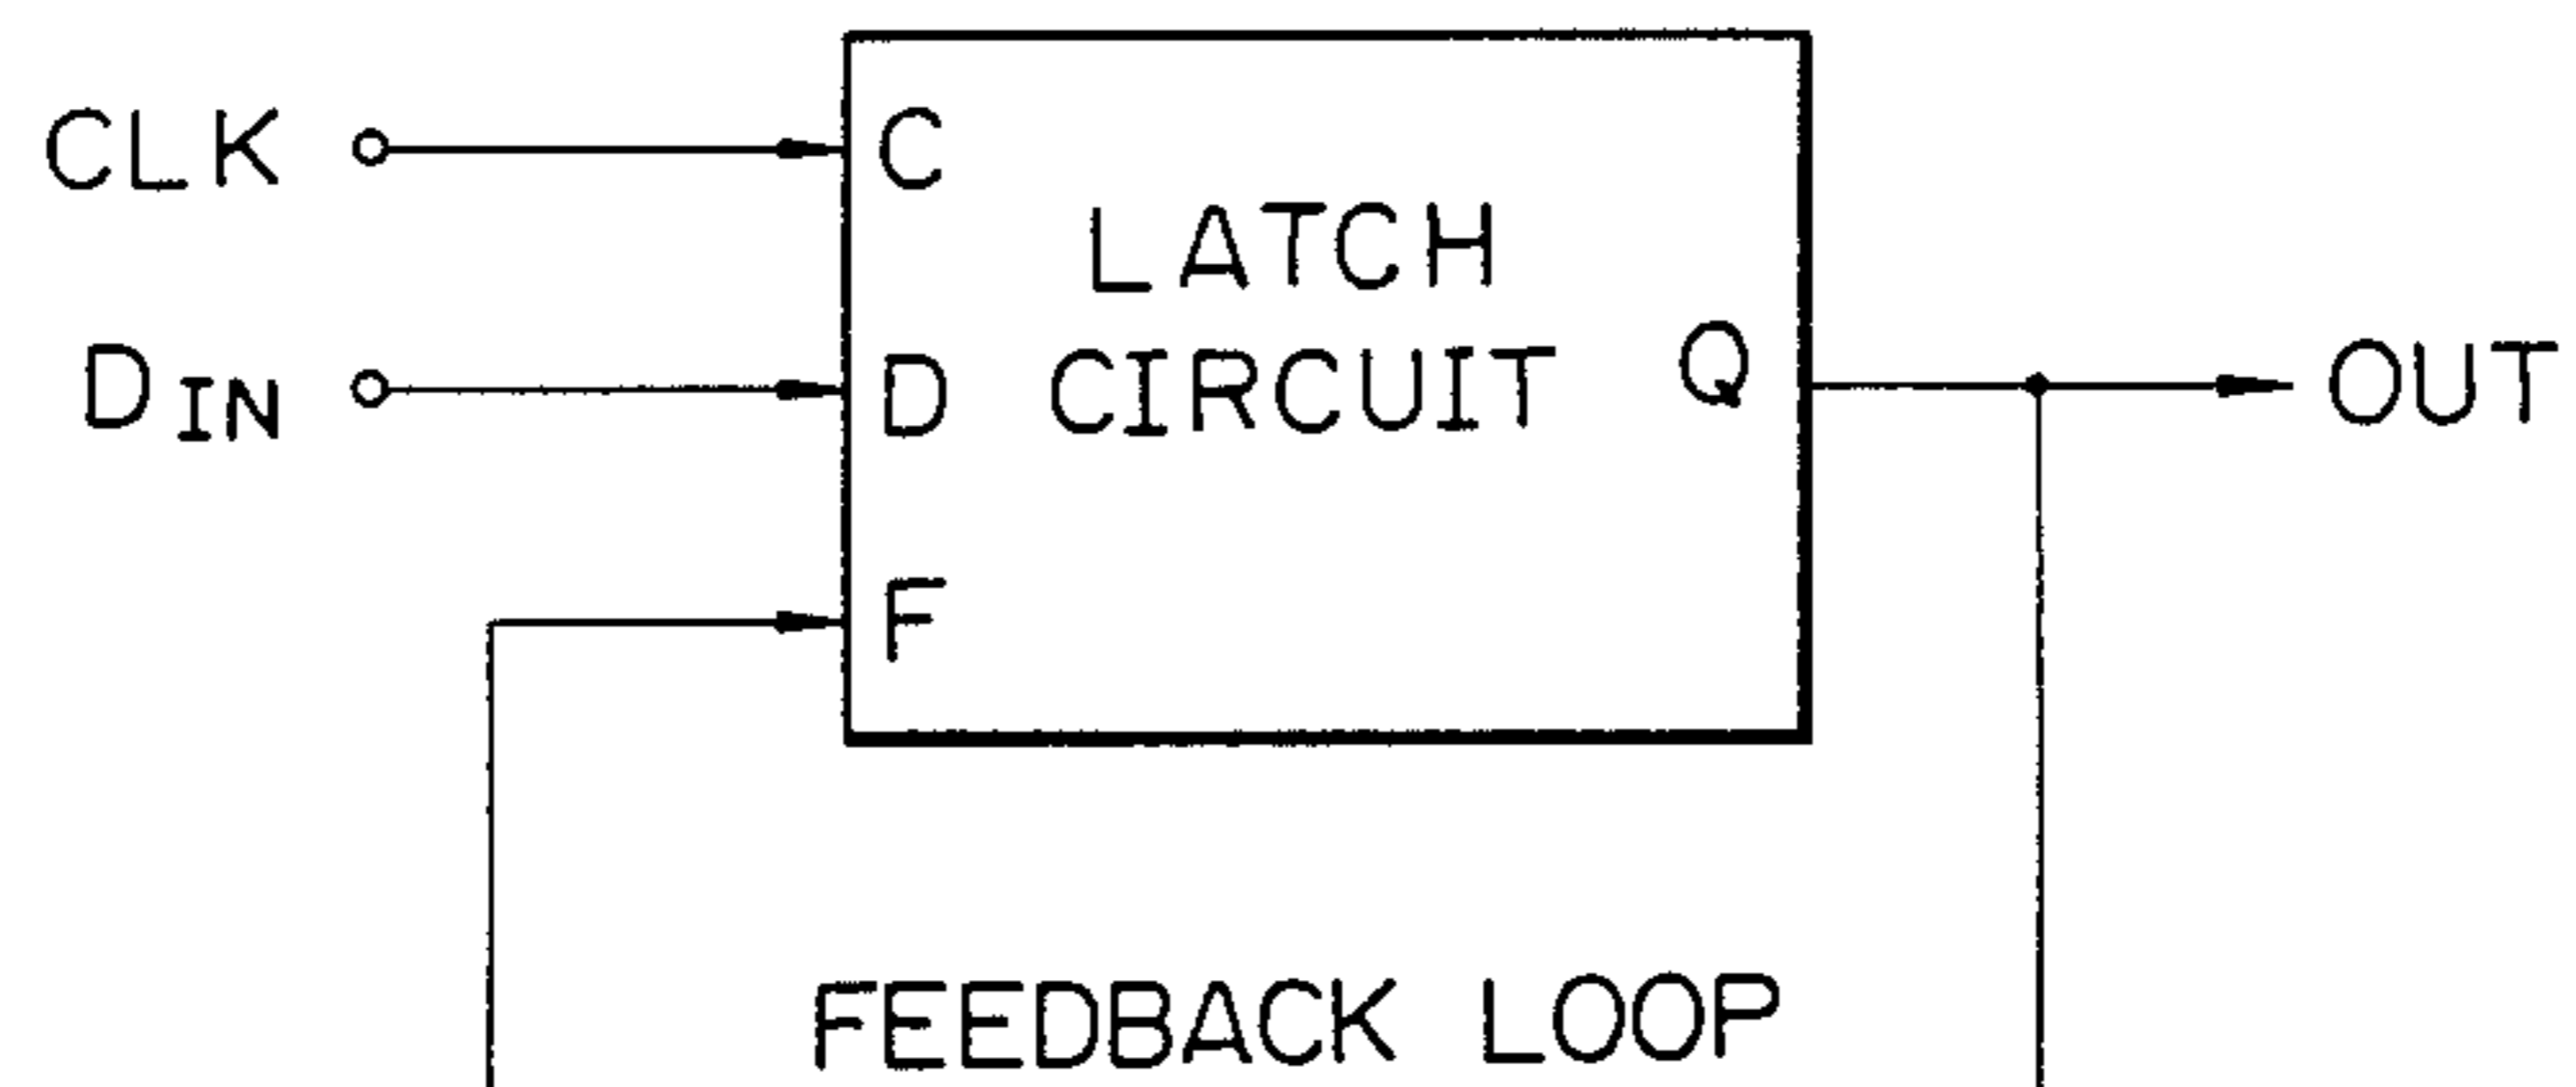 CLK
C
LATCH
DIN
D
CIRCUIT
Q
OUT
F
FEEDBACK LOOP